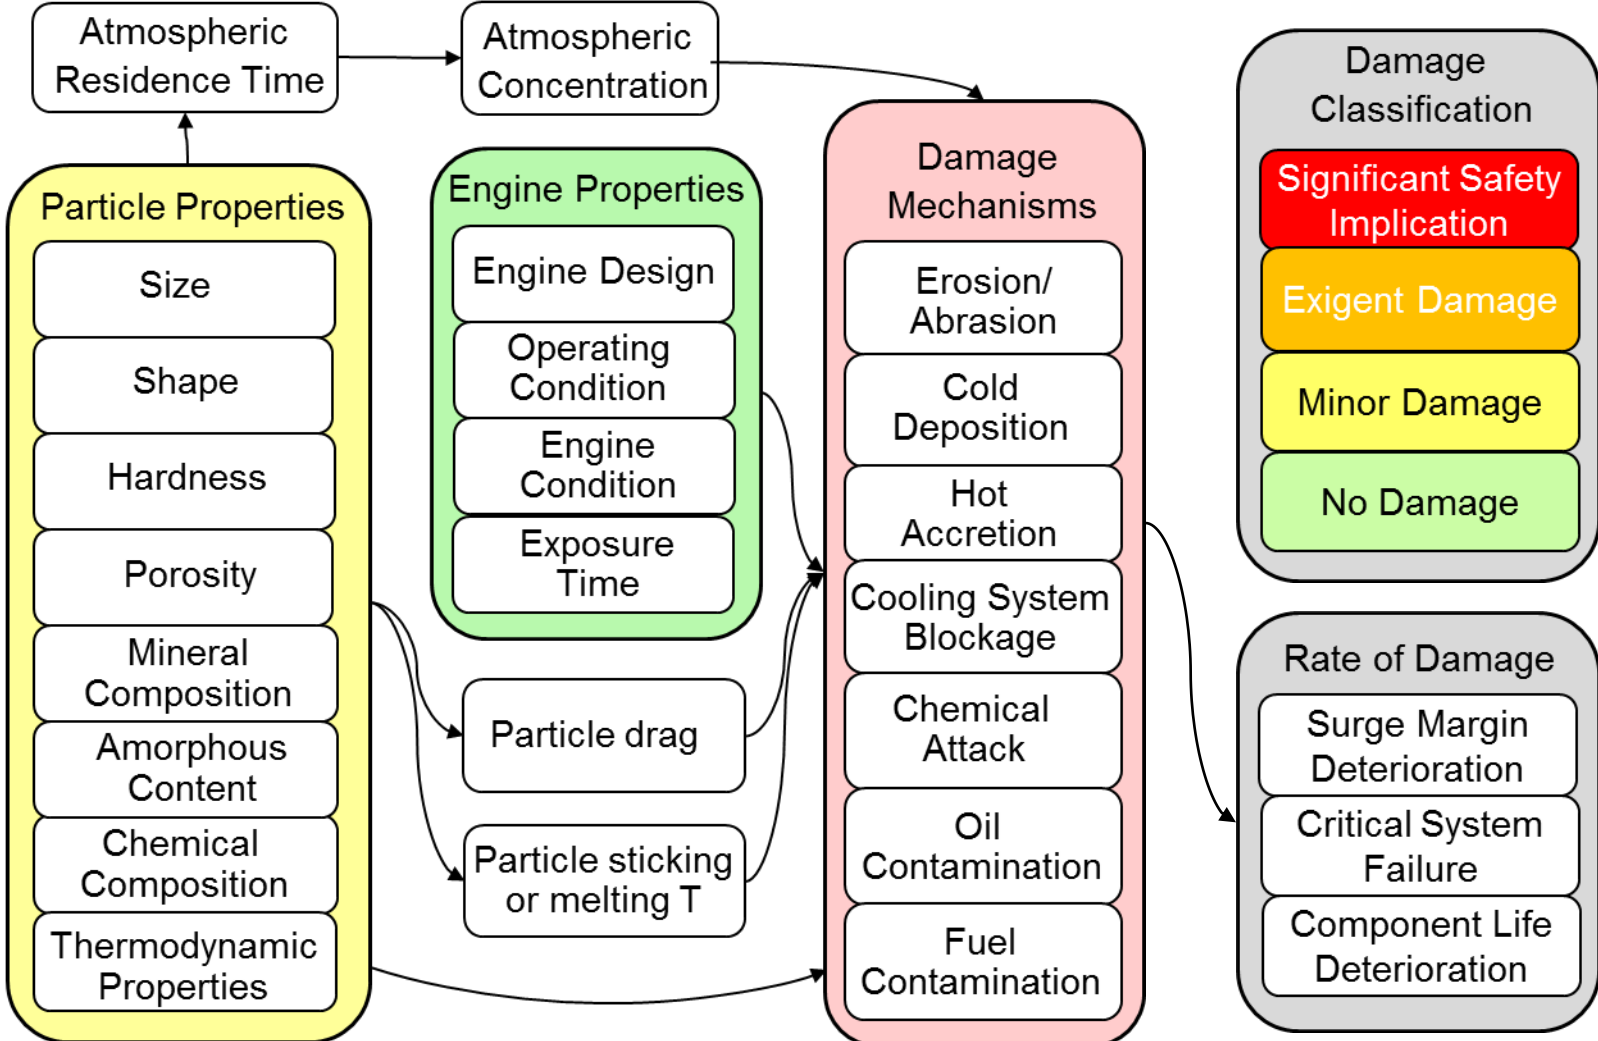 Atmospheric
Residence Time
Atmospheric
Concentration
Particle Properties
Size
Shape
Hardness
Porosity
Mineral
Composition
Amorphous
Content
Chemical
Composition
Thermodynamic
Properties
Engine Properties
Engine Design
Operating
Condition
Engine
Condition
Exposure
Time
Particle drag
Particle sticking
or melting T
Damage
Mechanisms
Erosion/
Abrasion
Cold
Deposition
Hot
Accretion
Cooling System
Blockage
Chemical
Attack
Oil
Contamination
Fuel
Contamination
Damage
Classification
Significant Safety
Implication
Exigent Damage
Minor Damage
No Damage
Rate of Damage
Surge Margin
Deterioration
Critical System
Failure
Component Life
Deterioration